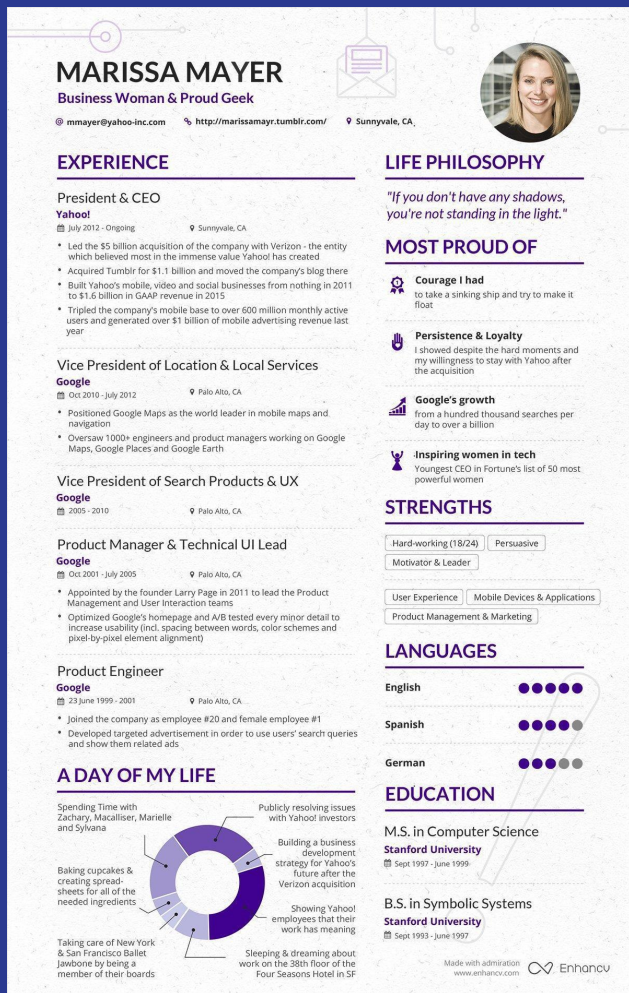 MARISSA MAYER
Business Woman & Proud Geek
@ mmayer@yahoo-inc.com http://marissamayr.tumblr.com/ Sunnyvale, CA
EXPERIENCE
President & CEO
Yahoo!
July 2012 - Ongoing Sunnyvale, CA
• Led the $5 billion acquisition of the company with Verizon - the entity
which believed most in the immense value Yahoo! has created
• Acquired Tumblr for $1.1 billion and moved the company's blog there
• Built Yahoo's mobile, video and social businesses from nothing in 2011
to $1.6 billion in GAAP revenue in 2015
• Tripled the company's mobile base to over 600 million monthly active
users and generated over $1 billion of mobile advertising revenue last
year
Vice President of Location & Local Services
Google
Oct 2010 - July 2012 Palo Alto, CA
• Positioned Google Maps as the world leader in mobile maps and
navigation
• Oversaw 1000+ engineers and product managers working on Google
Maps, Google Places and Google Earth
Vice President of Search Products & UX
Google
2005 - 2010 Palo Alto, CA
Product Manager & Technical UI Lead
Google
Oct 2001 - July 2005 Palo Alto, CA
• Appointed by the founder Larry Page in 2011 to lead the Product
Management and User Interaction teams
• Optimized Google's homepage and A/B tested every minor detail to
increase usability (incl. spacing between words, color schemes and
pixel-by-pixel element alignment)
Product Engineer
Google
23 June 1999 - 2001 Palo Alto, CA
• Joined the company as employee #20 and female employee #1
• Developed targeted advertisement in order to use users' search queries
and show them related ads
A DAY OF MY LIFE
Spending Time with
Zachary, Macalliser, Marielle
and Sylvana
Baking cupakes &
creating spread-
sheets for all of the
needed ingredients
Taking care of New York
& San Francisco Ballet
Jawbone by being a
member of their boards
Publicly resolving issues
with Yahoo! investors
Building a business
development
strategy for Yahoo's
future after the
Verizon acquisition
Showing Yahoo!
employees that their
work has meaning
Sleeping & dreaming about
work on the 38th floor of the
Four Seasons Hotel in SF
LIFE PHILOSOPHY
"If you don't have any shadows,
you're not standing in the light."
MOST PROUD OF
Courage I had
to take a sinking ship and try to make it
float
Persistence & Loyalty
I showed despite the hard moments and
my willingness to stay with Yahoo after
the acquisition
Google's growth
from a hundred thousand searches per
day to over a billion
Inspiring women in tech
Youngest CEO in Fortune's list of 50 most
powerful women
STRENGTHS
Hard-working (18/24) Persuasive
Motivator & Leader
User Experience Mobile Devices & Applications
Product Management & Marketing
LANGUAGES
English
Spanish
German
EDUCATION
M.S. in Computer Science
Stanford University
Sept 1997 - June 1999
B.S. in Symbolic Systems
Stanford University
Sept 1993 - June 1997
Made with admiration
www.enhancv.com
Enhancv